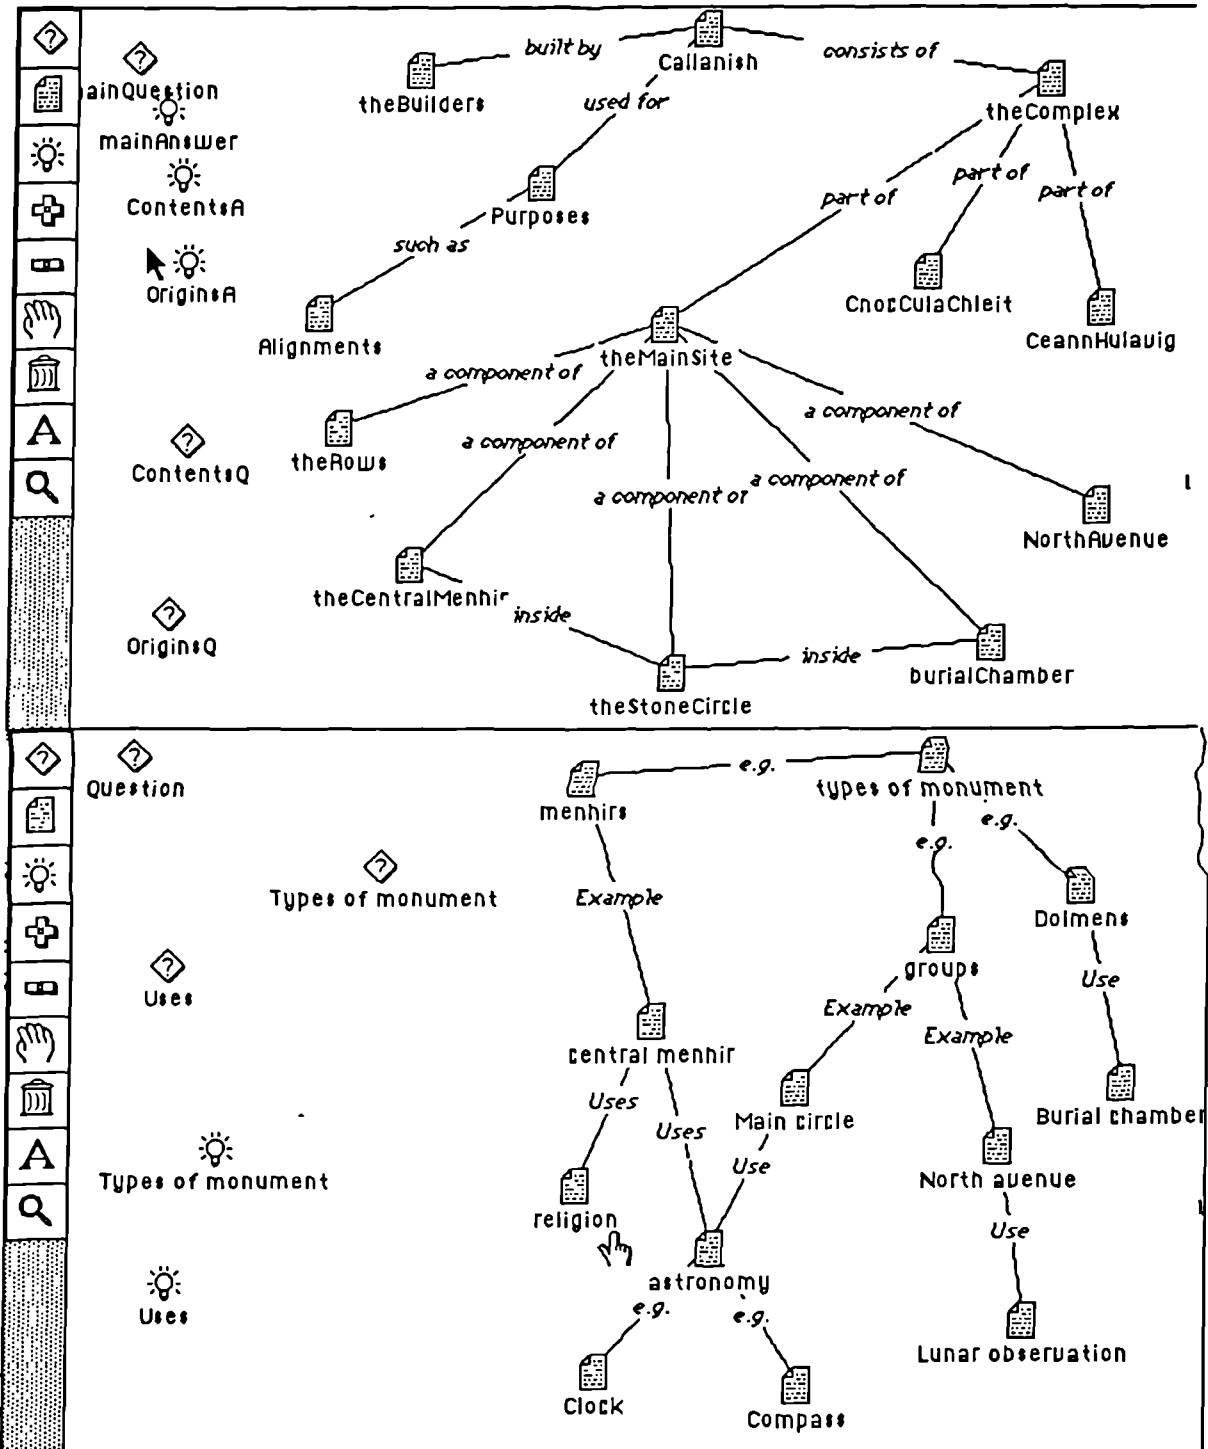 built by
Callanish
consists of
ainQuestion
theBuilders
used for
theComplex
mainAnswer
part of
part of
part of
ContentsA
Purposes
such as
OriginsA
CnocCulaChleit
CeannHulavig
Alignments
theMainSite
a component of
a component of
A
ContentsQ
theRows
a component of
a component of
a component of
NorthAvenue
theCentralMenhir
inside
OriginsQ
inside
burialChamber
theStoneCircle
Question
e.g.
types of monument
menhirs
e.g.
e.g.
Types of monument
Example
Dolmens
groups
Use
Uses
Example
Example
central menhir
Uses
Main circle
Burial chamber
Uses
A
Use
Types of monument
North avenue
religion
Use
astronomy
Uses
e.g.
e.g.
Lunar observation
Clock
Compass